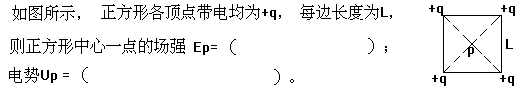 如图所示， 正方形各顶点带电均为+q， 每边长度为L，
则正方形中心一点的场强 Ep=（ ）；
电势Up =（ ）。
+q +q
p L
+q +q